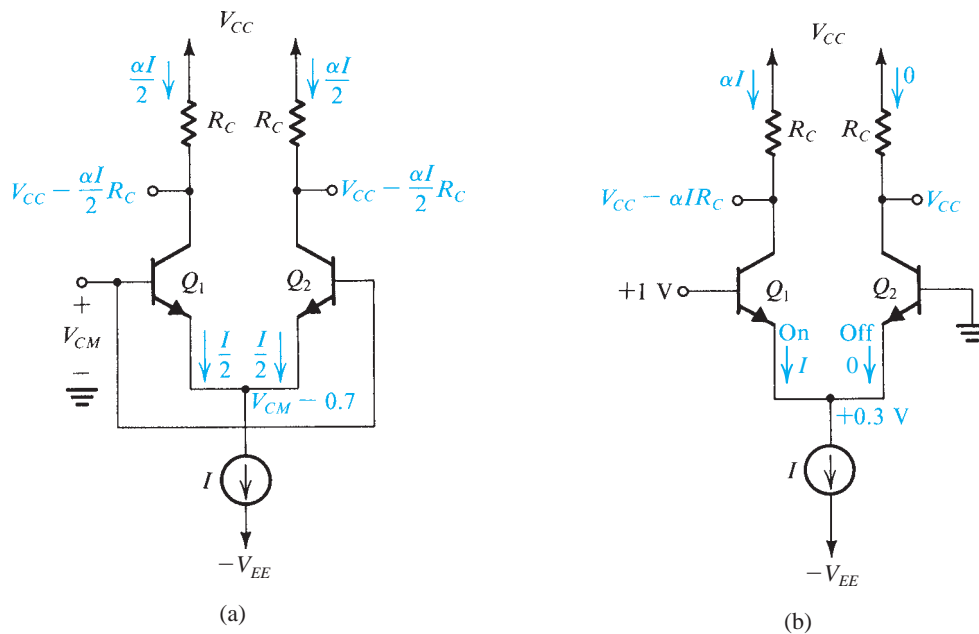 V_CC
αI/2 αI/2
R_C R_C
V_CC − αI/2 R_C V_CC − αI/2 R_C
Q_1 Q_2
+
V_CM
−
I/2 I/2
V_CM − 0.7
I
−V_EE
(a)
V_CC
αI 0
R_C R_C
V_CC − αIR_C V_CC
+1 V
Q_1 Q_2
On Off
I 0
+0.3 V
I
−V_EE
(b)